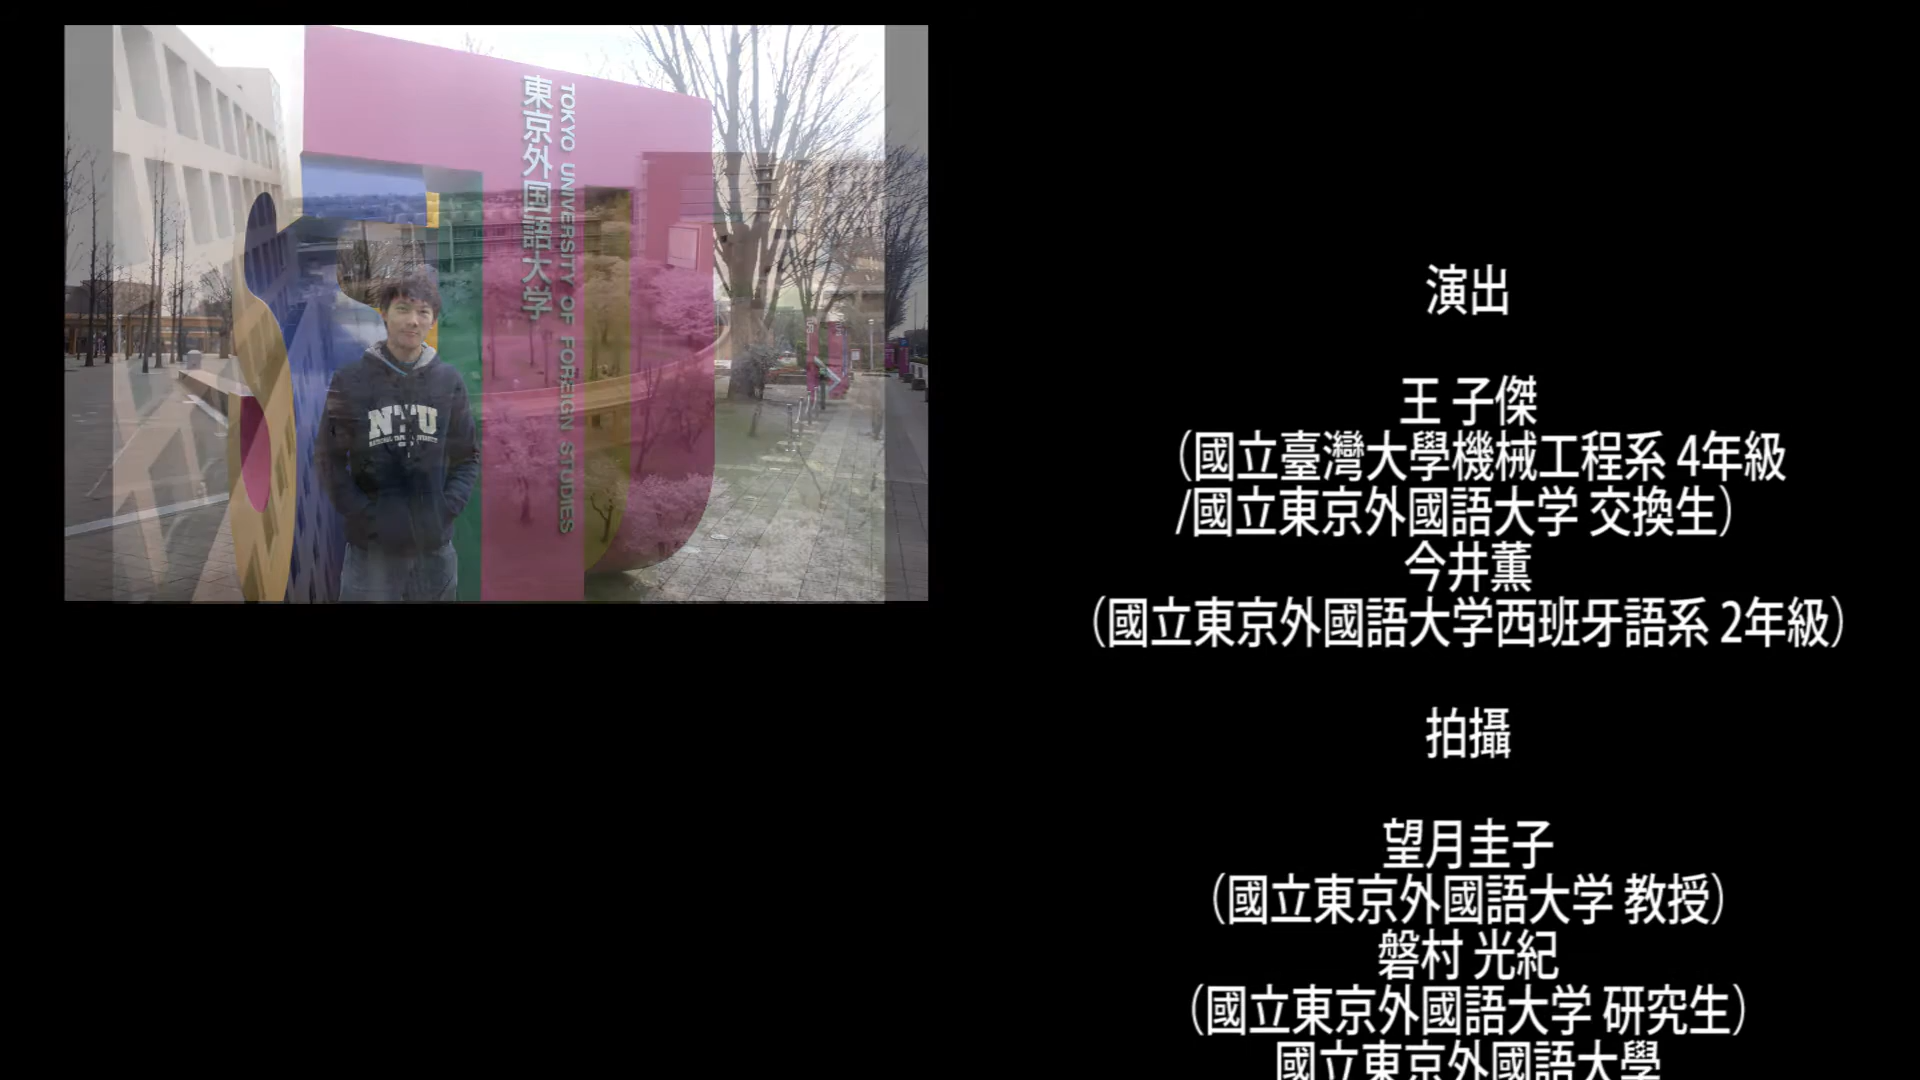 東京外国語大学
TOKYO UNIVERSITY OF FOREIGN STUDIES
NTU
演出
王 子傑
（國立臺灣大學機械工程系 4年級
/國立東京外國語大学 交換生）
今井薫
（國立東京外國語大学西班牙語系 2年級）
拍攝
望月圭子
（國立東京外國語大学 教授）
磐村 光紀
（國立東京外國語大学 研究生）
國立東京外國語大學